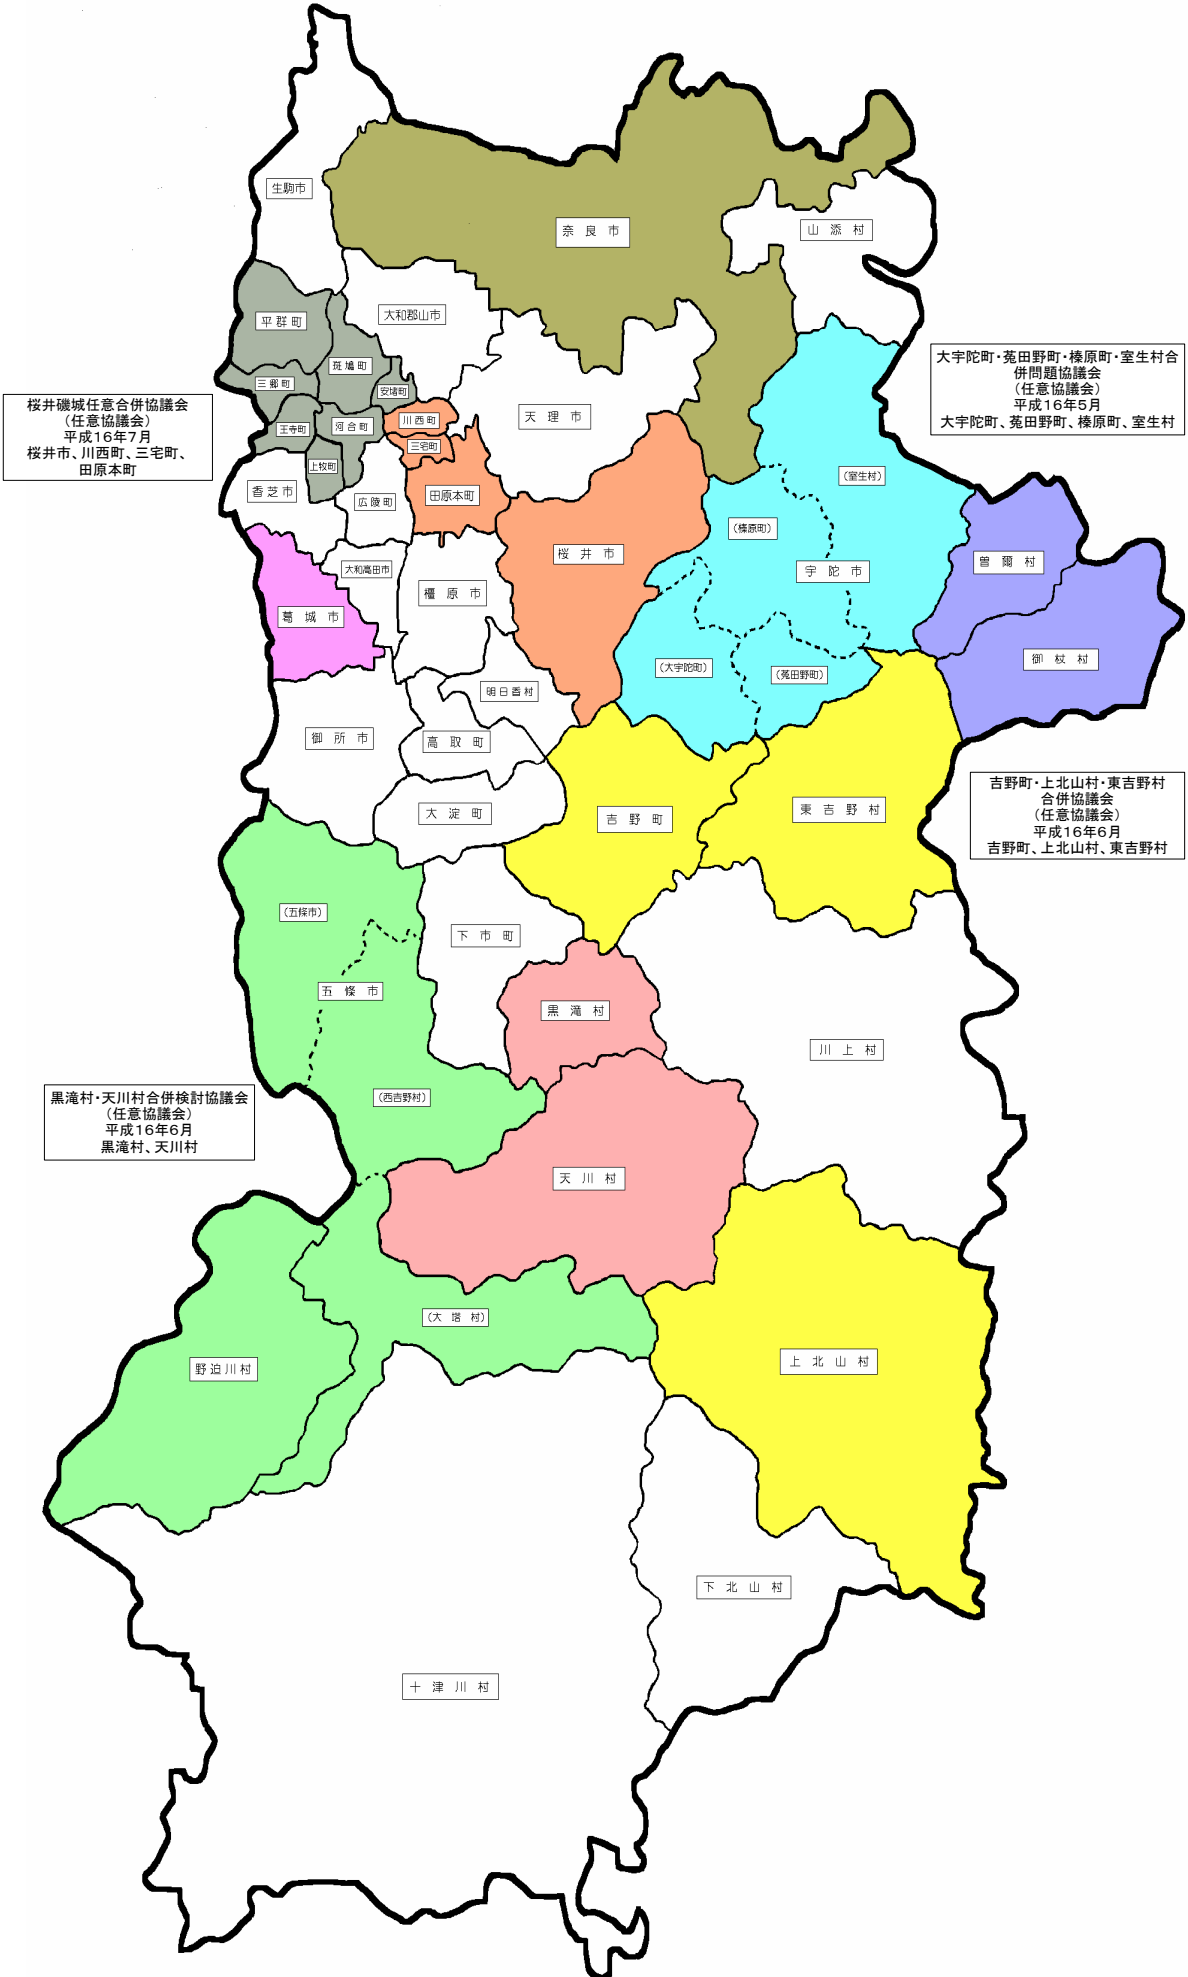 生駒市
奈良市
山添村
平群町
大和郡山市
斑鳩町
三郷町
安堵町
大宇陀町・菟田野町・榛原町・室生村合
併問題協議会
(任意協議会)
平成16年5月
大宇陀町、菟田野町、榛原町、室生村
桜井磯城任意合併協議会
(任意協議会)
平成16年7月
桜井市、川西町、三宅町、
田原本町
天理市
川西町
王寺町
河合町
三宅町
上牧町
香芝市
広陵町
田原本町
(室生村)
(榛原町)
桜井市
曽爾村
大和高田市
宇陀市
橿原市
葛城市
御杖村
(大宇陀町)
(菟田野町)
明日香村
御所市
高取町
大淀町
吉野町
東吉野村
吉野町・上北山村・東吉野村
合併協議会
(任意協議会)
平成16年6月
吉野町、上北山村、東吉野村
(五條市)
下市町
五條市
黒滝村
川上村
(西吉野村)
黒滝村・天川村合併検討協議会
(任意協議会)
平成16年6月
黒滝村、天川村
天川村
(大塔村)
野迫川村
上北山村
下北山村
十津川村